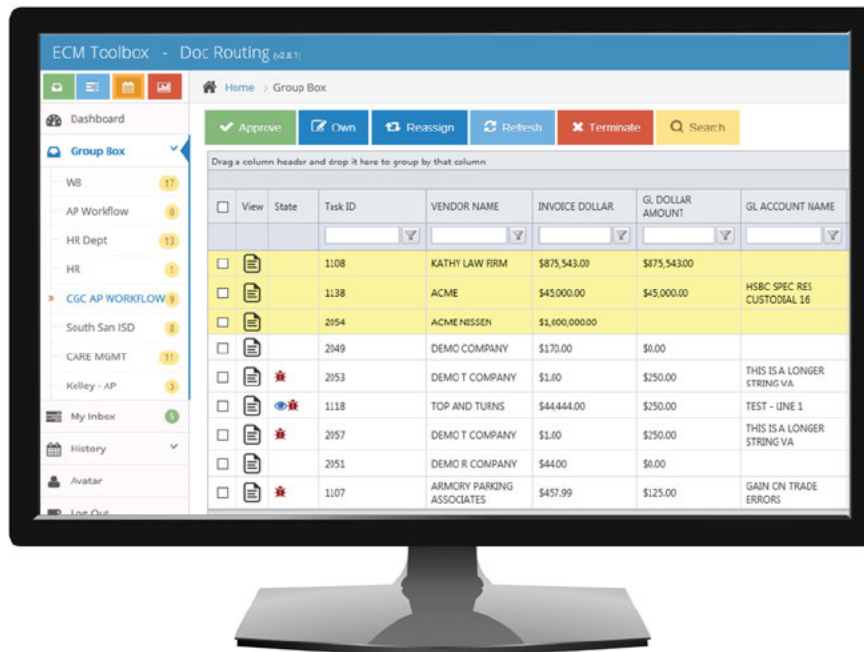 ECM Toolbox - Doc Routing (v2.8.1)
Home > Group Box
Dashboard
Approve Own Reassign Refresh Terminate Search
Group Box
Drag a column header and drop it here to group by that column
W8 17
AP Workflow 0
HR Dept 13
HR 1
CGC AP WORKFLOW 9
South San ISD 8
CARE MGMT 11
Kelley - AP 3
My Inbox 5
History
Avatar
Log Out
View State Task ID VENDOR NAME INVOICE DOLLAR GL DOLLAR AMOUNT GL ACCOUNT NAME
1108 KATHY LAW FIRM $875,543.00 $875,543.00
1138 ACME $45,000.00 $45,000.00 HSBC SPEC RES CUSTODIAL 16
2054 ACME NISSEN $1,000,000.00
2049 DEMO COMPANY $170.00 $0.00
2053 DEMO T COMPANY $1.00 $250.00 THIS IS A LONGER STRING VA
1118 TOP AND TURNS $44,444.00 $250.00 TEST - LINE 1
2057 DEMO T COMPANY $1.00 $250.00 THIS IS A LONGER STRING VA
2051 DEMO R COMPANY $44.00 $0.00
1107 ARMORY PARKING ASSOCIATES $457.99 $125.00 GAIN ON TRADE ERRORS